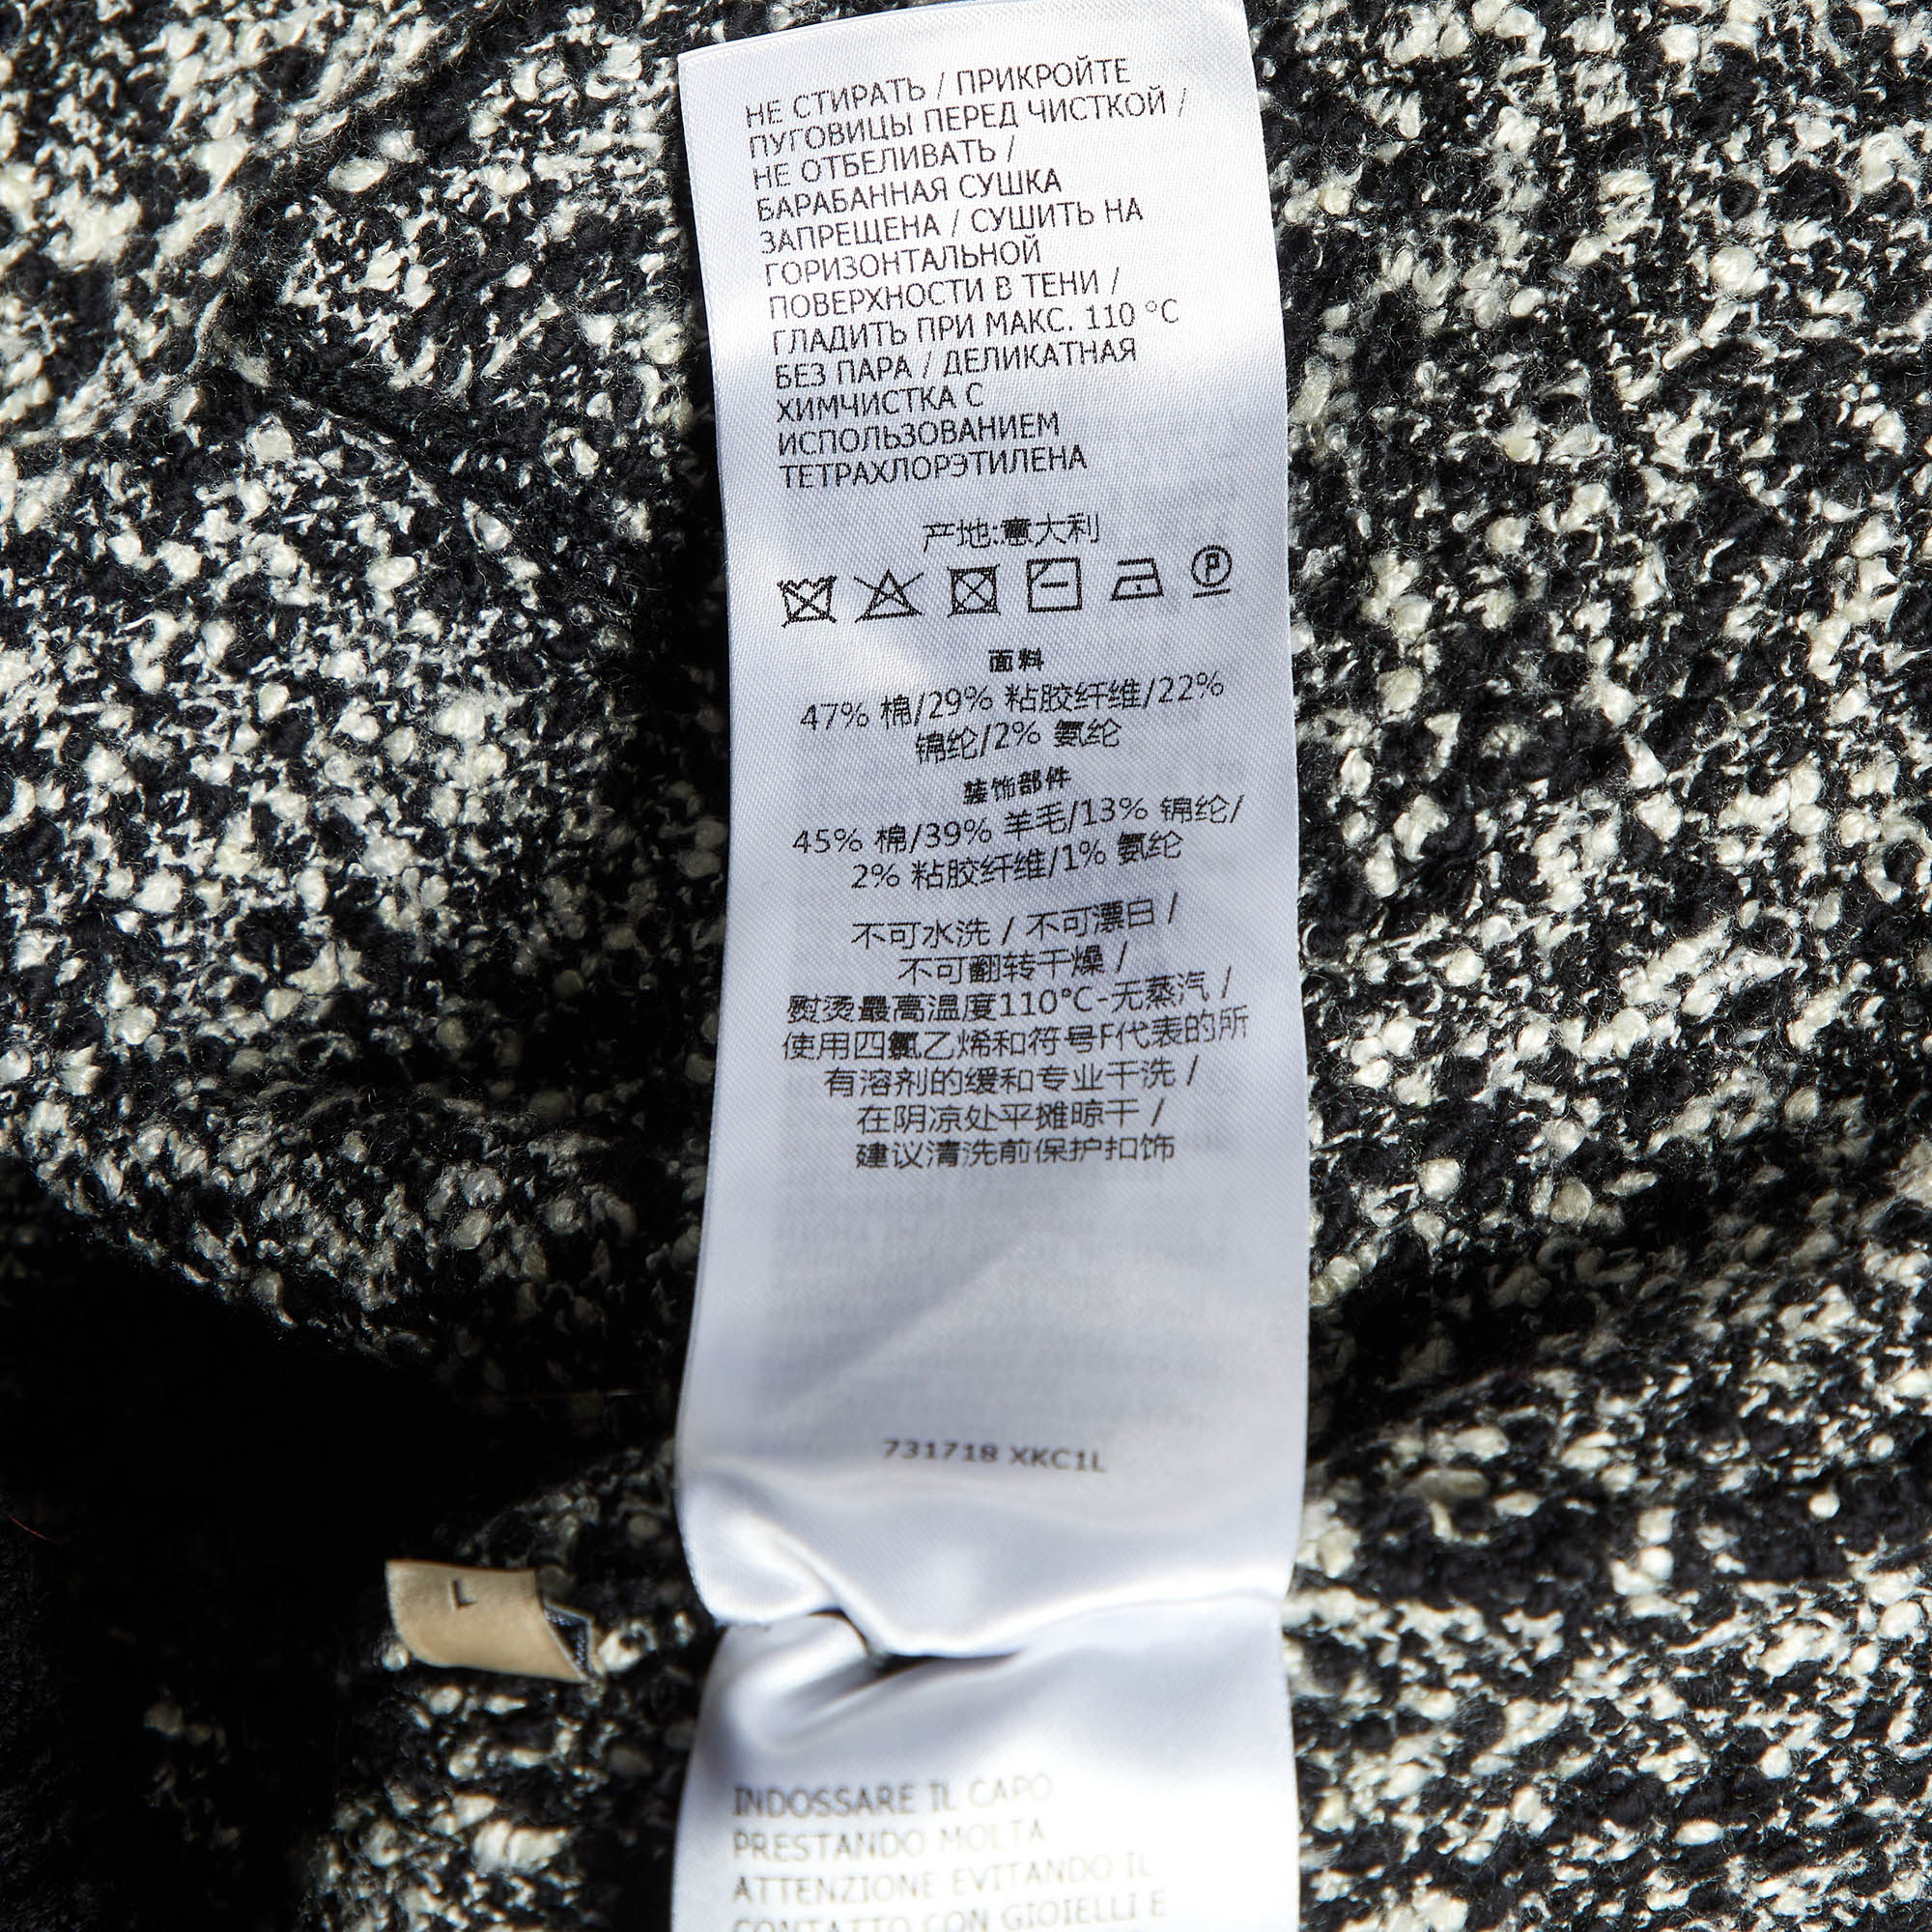 НЕ СТИРАТЬ / ПРИКРОЙТЕ
ПУГОВИЦЫ ПЕРЕД ЧИСТКОЙ /
НЕ ОТБЕЛИВАТЬ /
БАРАБАННАЯ СУШКА
ЗАПРЕЩЕНА / СУШИТЬ НА
ГОРИЗОНТАЛЬНОЙ
ПОВЕРХНОСТИ В ТЕНИ /
ГЛАДИТЬ ПРИ МАКС. 110 °C
БЕЗ ПАРА / ДЕЛИКАТНАЯ
ХИМЧИСТКА С
ИСПОЛЬЗОВАНИЕМ
ТЕТРАХЛОРЭТИЛЕНА
产地:意大利
P
面料
47% 棉/29% 粘胶纤维/22%
锦纶/2% 氨纶
装饰部件
45% 棉/39% 羊毛/13% 锦纶/
2% 粘胶纤维/1% 氨纶
不可水洗 / 不可漂白 /
不可翻转干燥 /
熨烫最高温度110°C-无蒸汽 /
使用四氯乙烯和符号F代表的所
有溶剂的缓和专业干洗 /
在阴凉处平摊晾干 /
建议清洗前保护扣饰
731718 XKC1L
L
INDOSSARE IL CAPO
PRESTANDO MOLTA
ATTENZIONE EVITANDO IL
CONTATTO CON GIOIELLI E